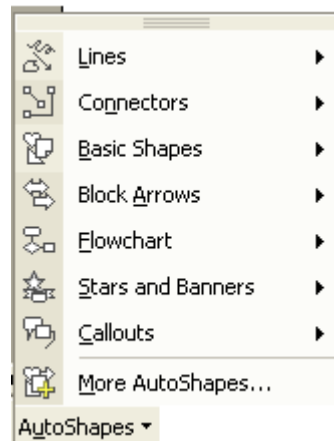 Lines
Connectors
Basic Shapes
Block Arrows
Flowchart
Stars and Banners
Callouts
More AutoShapes...
AutoShapes